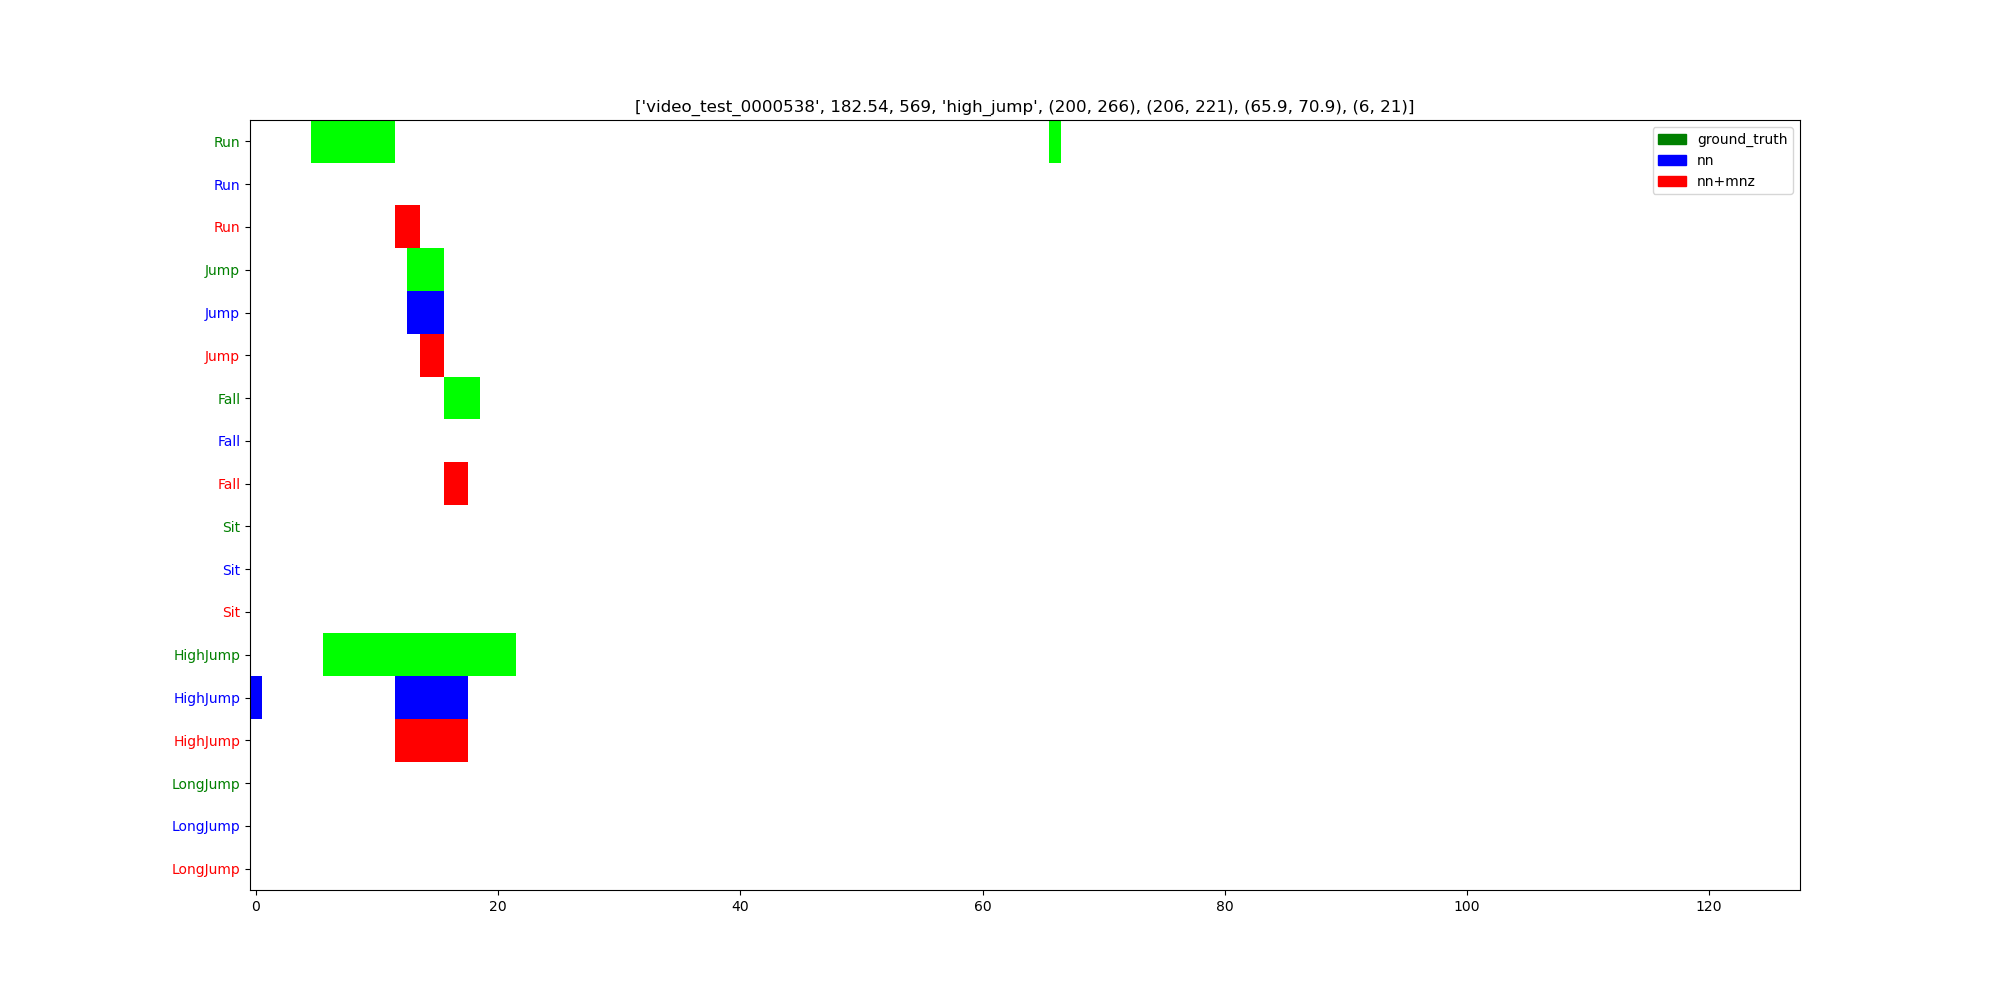 ['video_test_0000538', 182.54, 569, 'high_jump', (200, 266), (206, 221), (65.9, 70.9), (6, 21)]
ground_truth
nn
nn+mnz
Run
Run
Run
Jump
Jump
Jump
Fall
Fall
Fall
Sit
Sit
Sit
HighJump
HighJump
HighJump
LongJump
LongJump
LongJump
0 20 40 60 80 100 120